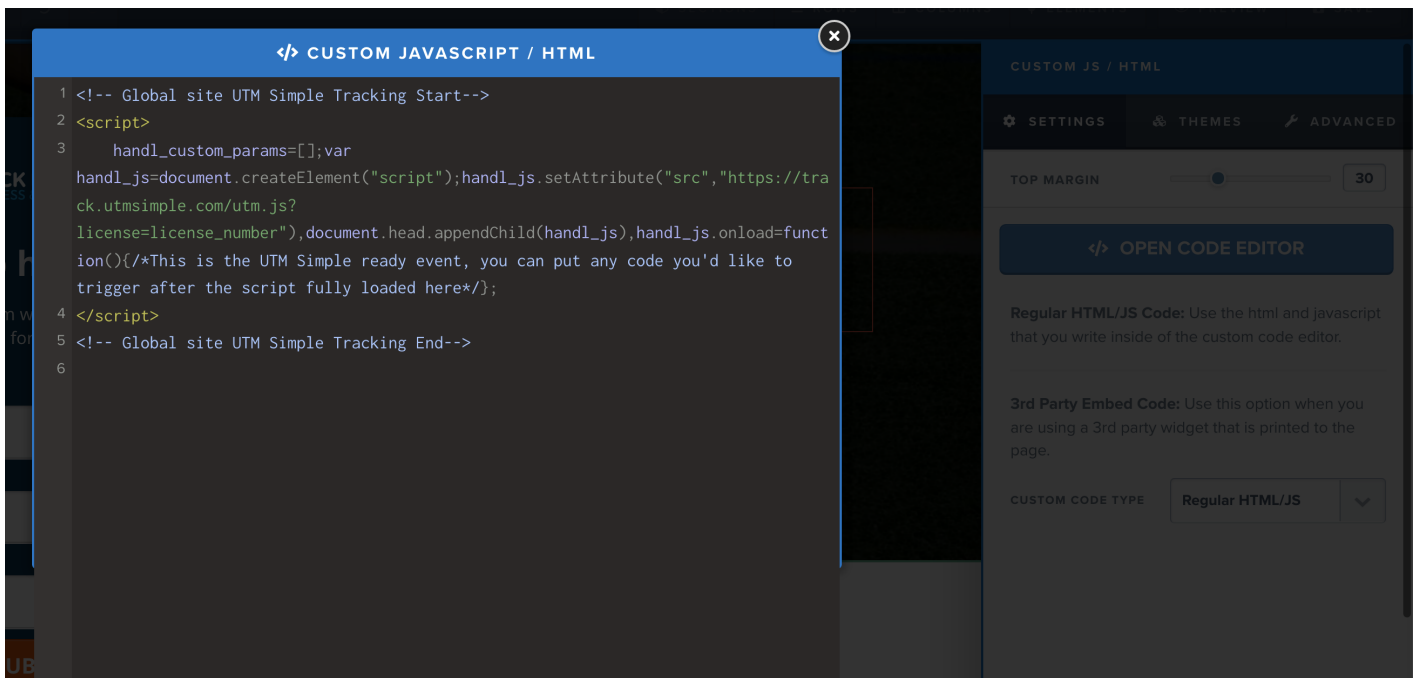 </> CUSTOM JAVASCRIPT / HTML
1 <!-- Global site UTM Simple Tracking Start-->
2 <script>
3 handl_custom_params=[];var
handl_js=document.createElement("script");handl_js.setAttribute("src","https://tra
ck.utmsimple.com/utm.js?
license=license_number"),document.head.appendChild(handl_js),handl_js.onload=funct
ion(){/*This is the UTM Simple ready event, you can put any code you'd like to
trigger after the script fully loaded here*/};
4 </script>
5 <!-- Global site UTM Simple Tracking End-->
6
CUSTOM JS / HTML
SETTINGS THEMES ADVANCED
TOP MARGIN 30
</> OPEN CODE EDITOR
Regular HTML/JS Code: Use the html and javascript
that you write inside of the custom code editor.
3rd Party Embed Code: Use this option when you
are using a 3rd party widget that is printed to the
page.
CUSTOM CODE TYPE Regular HTML/JS